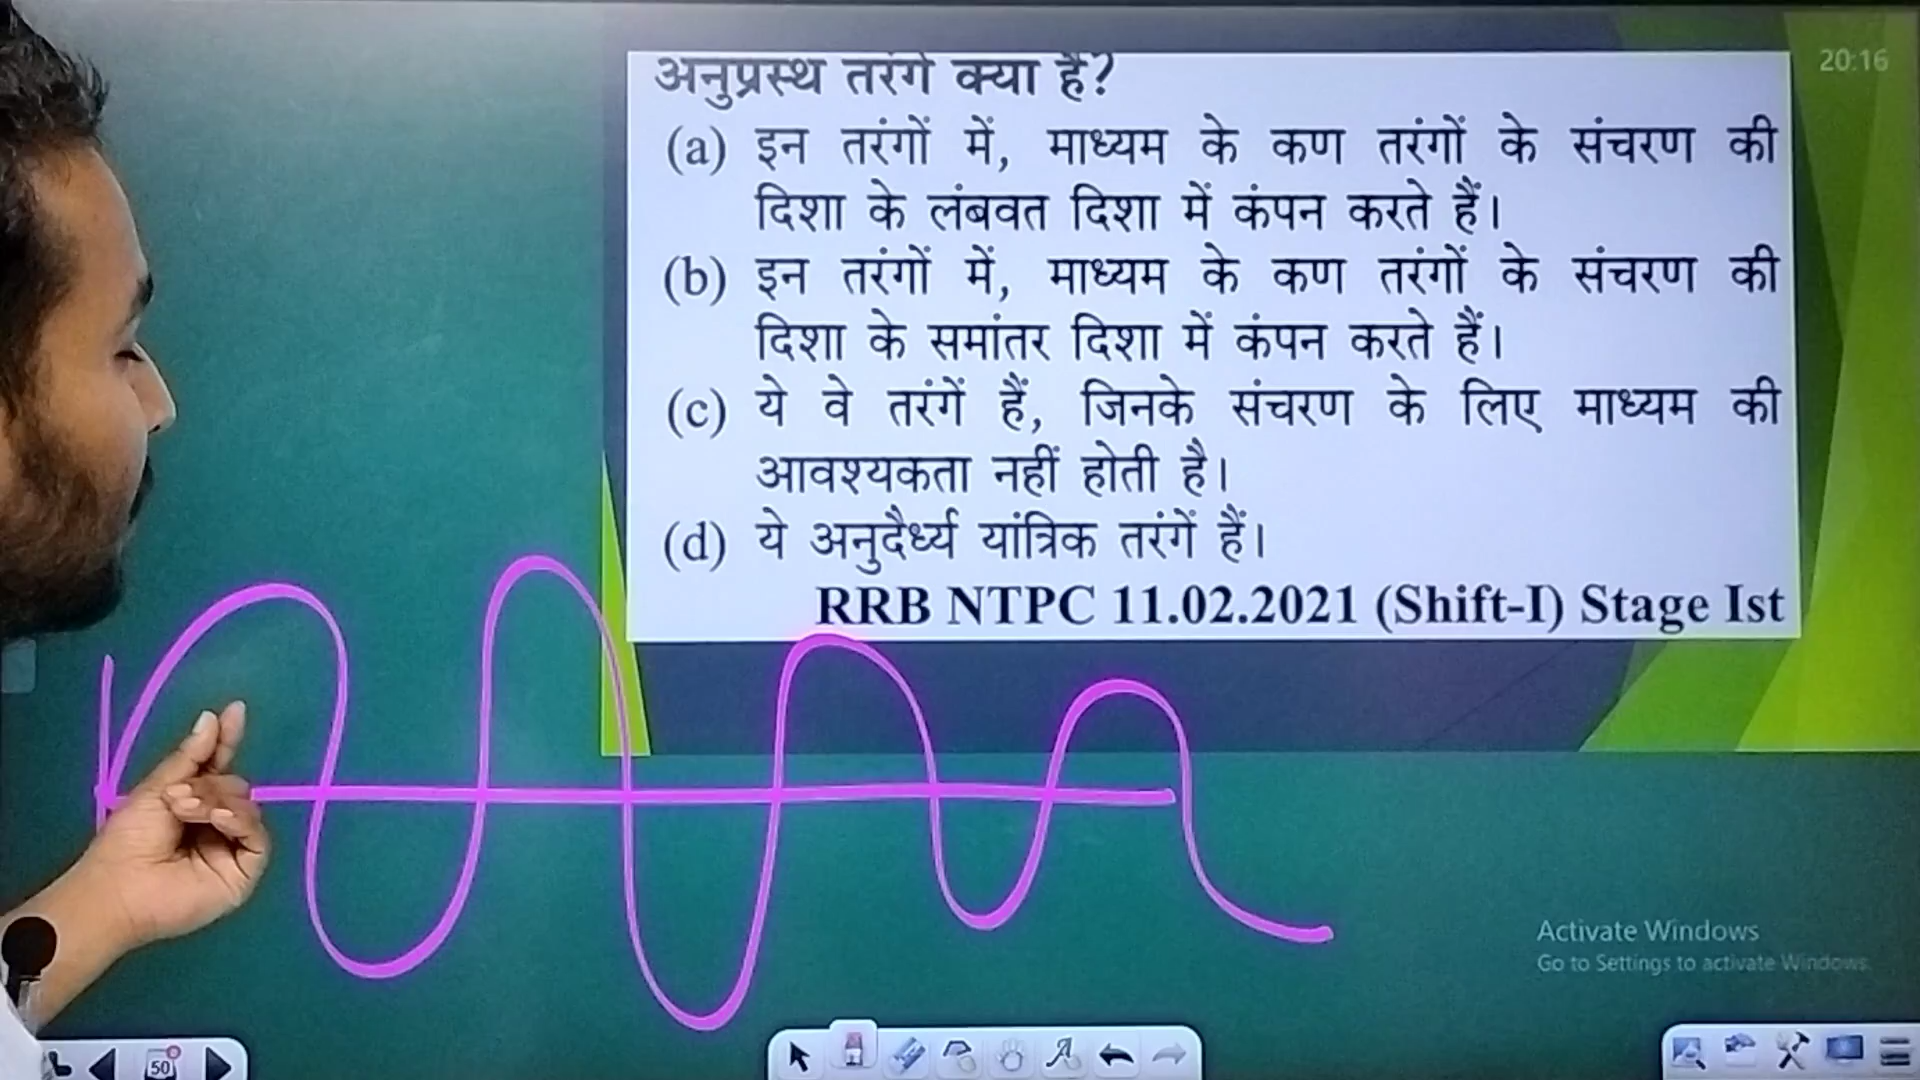 20:16
अनुप्रस्थ तरंगें क्या हैं?
(a) इन तरंगों में, माध्यम के कण तरंगों के संचरण की
दिशा के लंबवत दिशा में कंपन करते हैं।
(b) इन तरंगों में, माध्यम के कण तरंगों के संचरण की
दिशा के समांतर दिशा में कंपन करते हैं।
(c) ये वे तरंगें हैं, जिनके संचरण के लिए माध्यम की
आवश्यकता नहीं होती है।
(d) ये अनुदैर्ध्य यांत्रिक तरंगें हैं।
RRB NTPC 11.02.2021 (Shift-I) Stage Ist
Activate Windows
Go to Settings to activate Windows.
50